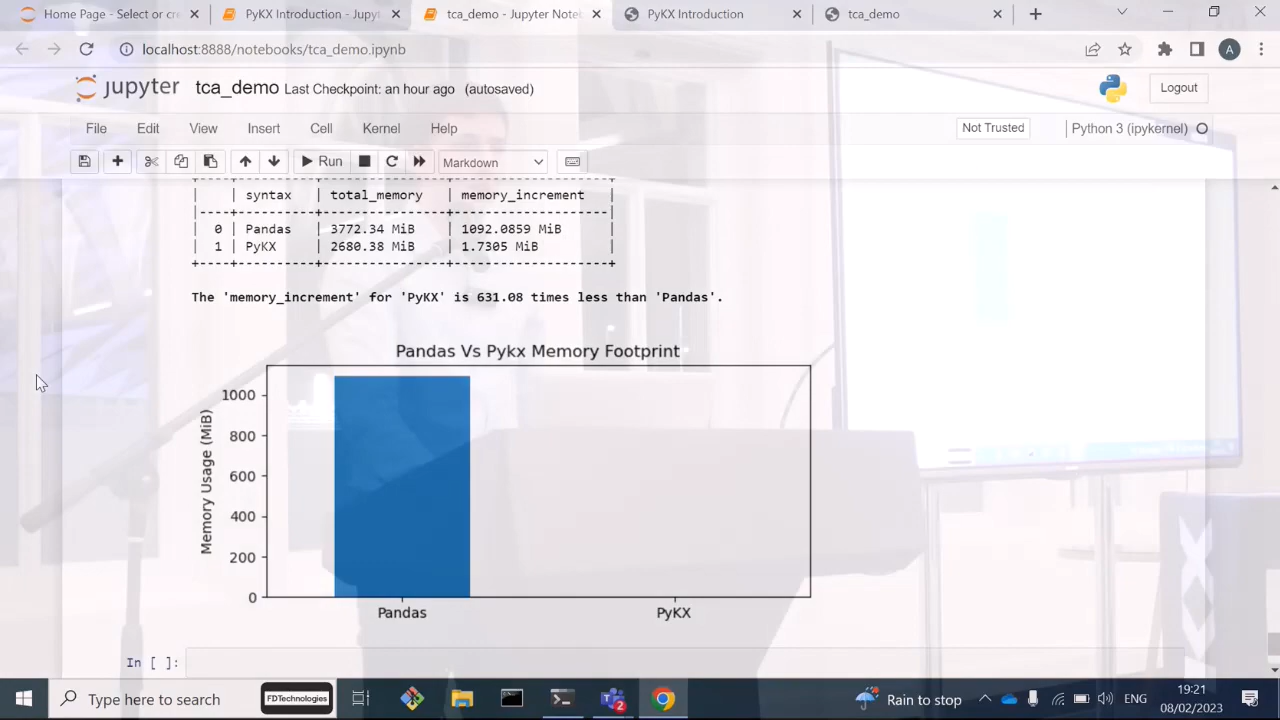 Home Page - Select or cre
PyKX Introduction - Jupyt
tca_demo - Jupyter Noteb
PyKX Introduction
tca_demo
localhost:8888/notebooks/tca_demo.ipynb
A
jupyter tca_demo Last Checkpoint: an hour ago (autosaved)
Logout
File Edit View Insert Cell Kernel Help
Not Trusted
Python 3 (ipykernel)
Run
Markdown
| | syntax | total_memory | memory_increment |
|----+----------+----------------+--------------------|
| 0 | Pandas | 3772.34 MiB | 1092.0859 MiB |
| 1 | PyKX | 2680.38 MiB | 1.7305 MiB |
+----+----------+----------------+--------------------+
The 'memory_increment' for 'PyKX' is 631.08 times less than 'Pandas'.
Pandas Vs Pykx Memory Footprint
Memory Usage (MiB)
1000
800
600
400
200
0
Pandas
PyKX
In [ ]:
Type here to search
FDTechnologies
2
Rain to stop
ENG
19:21
08/02/2023